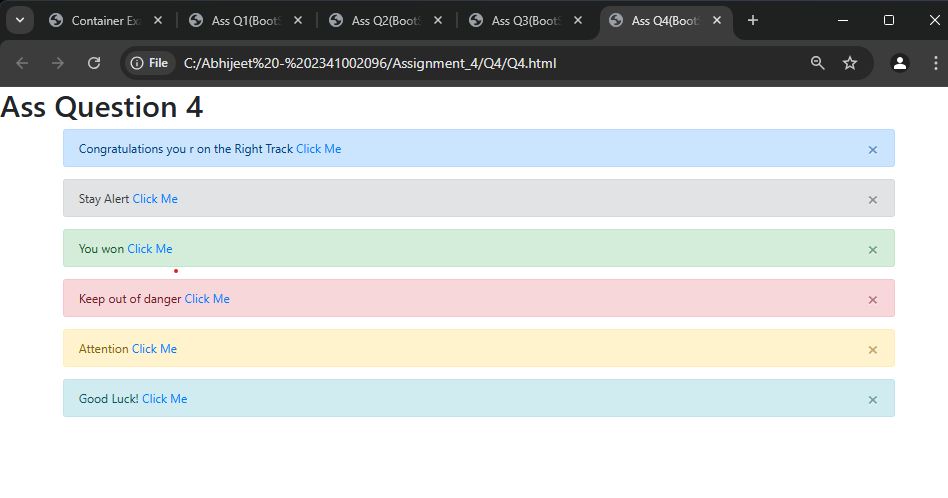 Container Exa
Ass Q1(BootS
Ass Q2(BootS
Ass Q3(BootS
Ass Q4(BootS
File C:/Abhijeet%20-%202341002096/Assignment_4/Q4/Q4.html
Ass Question 4
Congratulations you r on the Right Track Click Me ×
Stay Alert Click Me ×
You won Click Me ×
Keep out of danger Click Me ×
Attention Click Me ×
Good Luck! Click Me ×